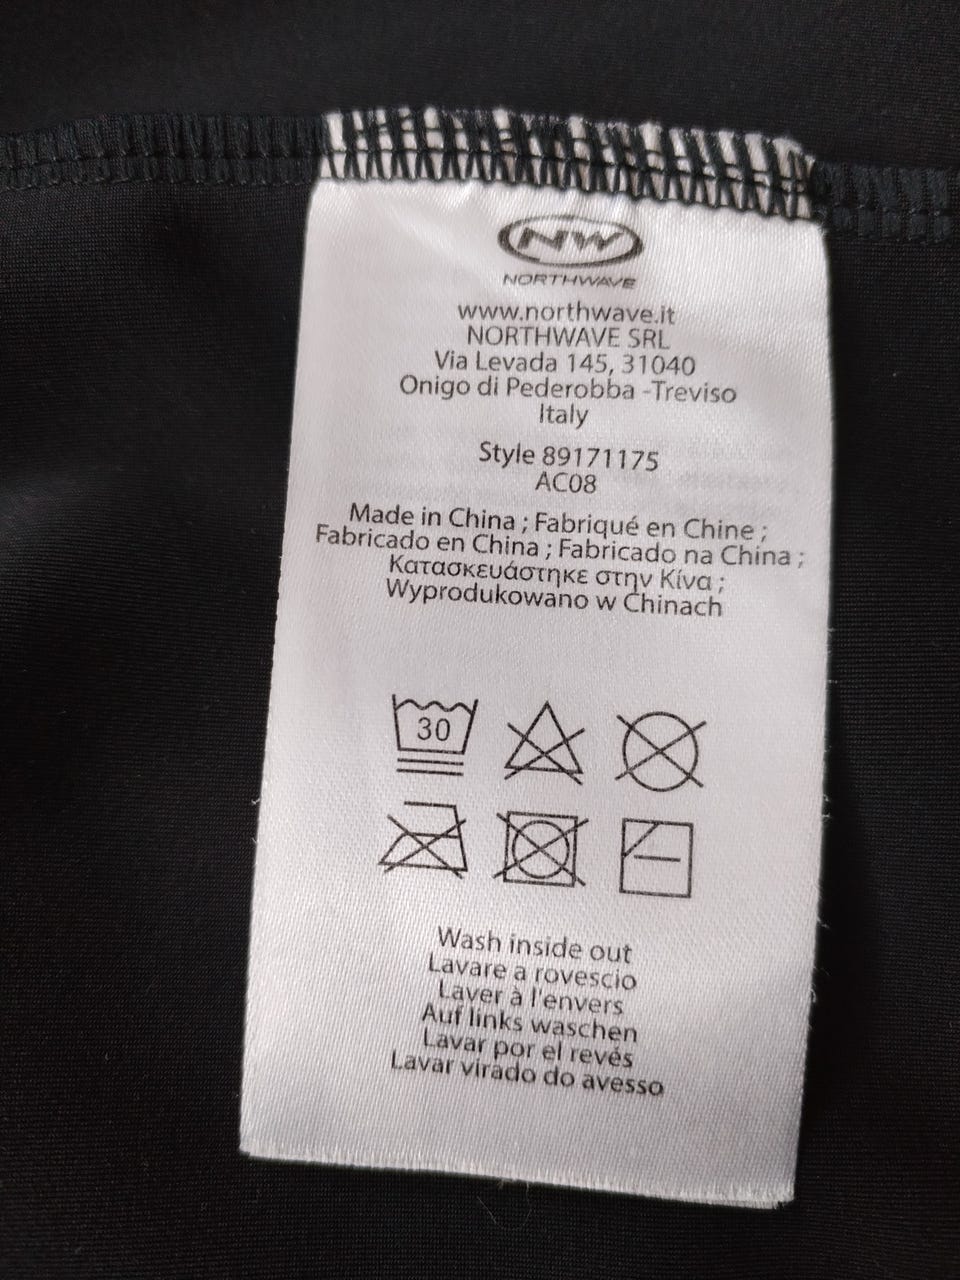 NW
NORTHWAVE
www.northwave.it
NORTHWAVE SRL
Via Levada 145, 31040
Onigo di Pederobba -Treviso
Italy
Style 89171175
AC08
Made in China ; Fabriqué en Chine ;
Fabricado en China ; Fabricado na China ;
Κατασκευάστηκε στην Κίνα ;
Wyprodukowano w Chinach
30
Wash inside out
Lavare a rovescio
Laver à l'envers
Auf links waschen
Lavar por el revés
Lavar virado do avesso